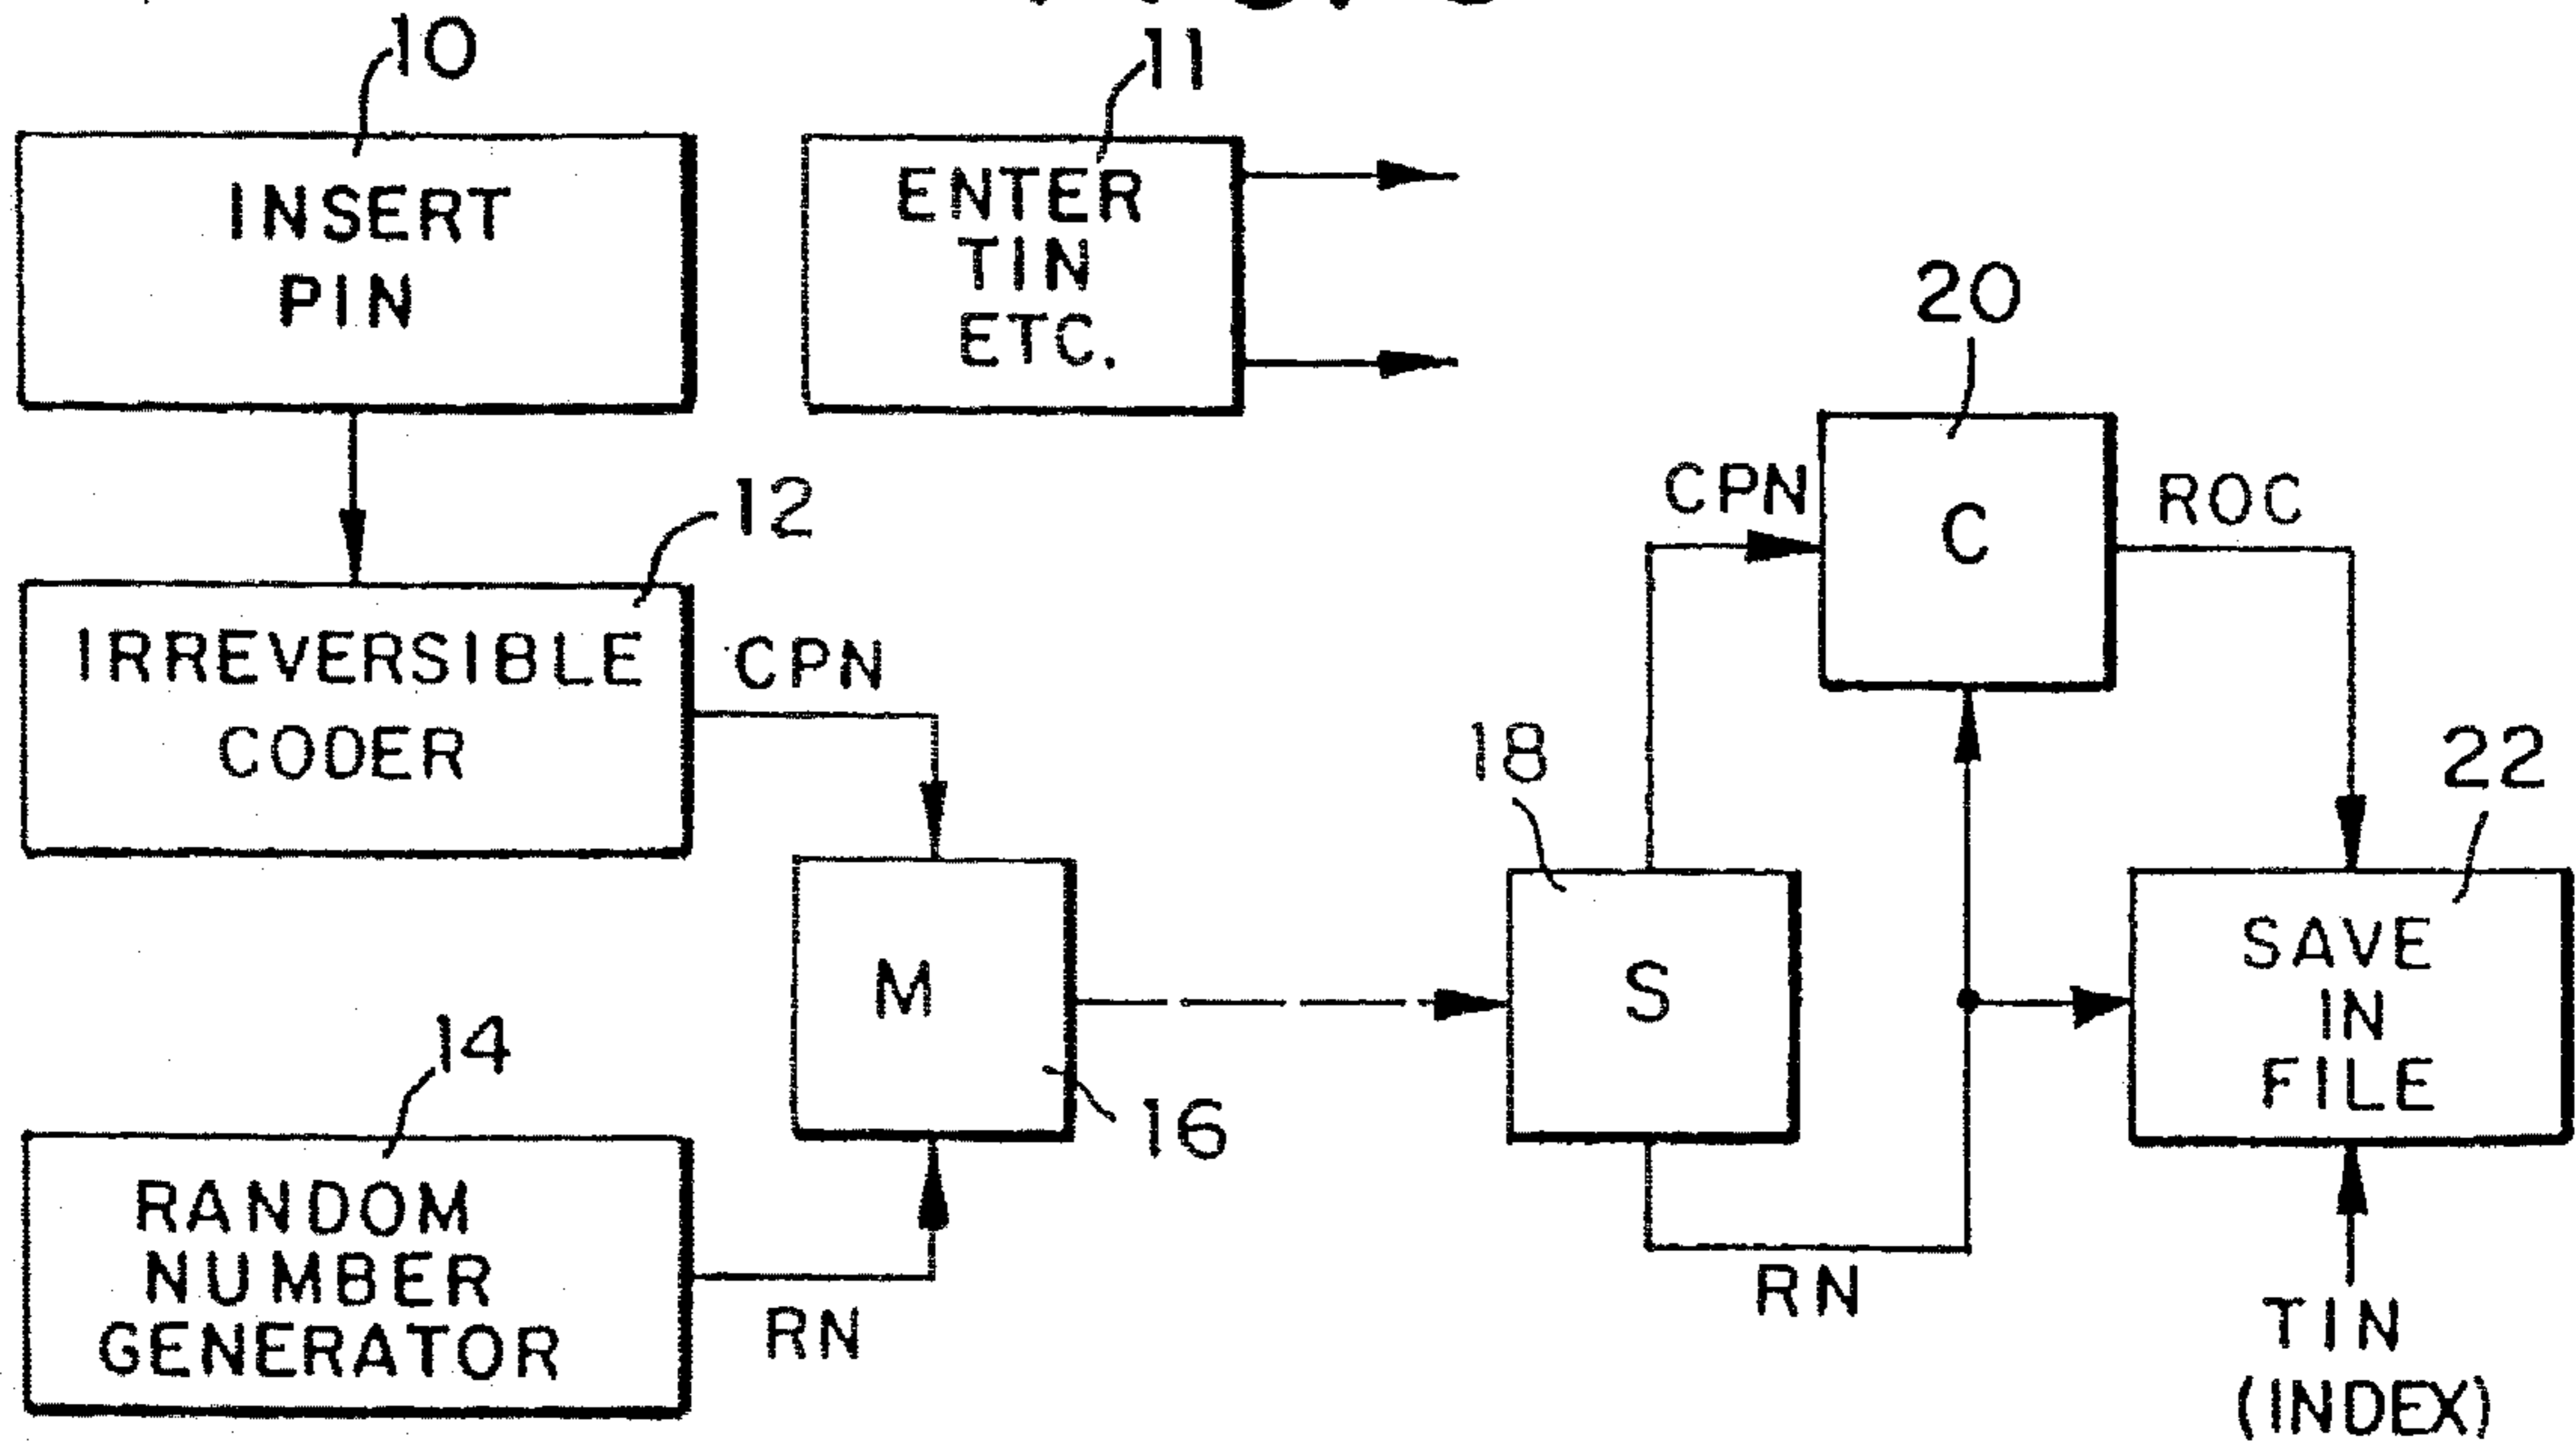 10
11
INSERT
PIN
ENTER
TIN
ETC.
20
12
CPN
C
ROC
IRREVERSIBLE
CODER
CPN
18
22
M
S
SAVE
IN
FILE
14
16
RANDOM
NUMBER
GENERATOR
RN
RN
TIN
(INDEX)